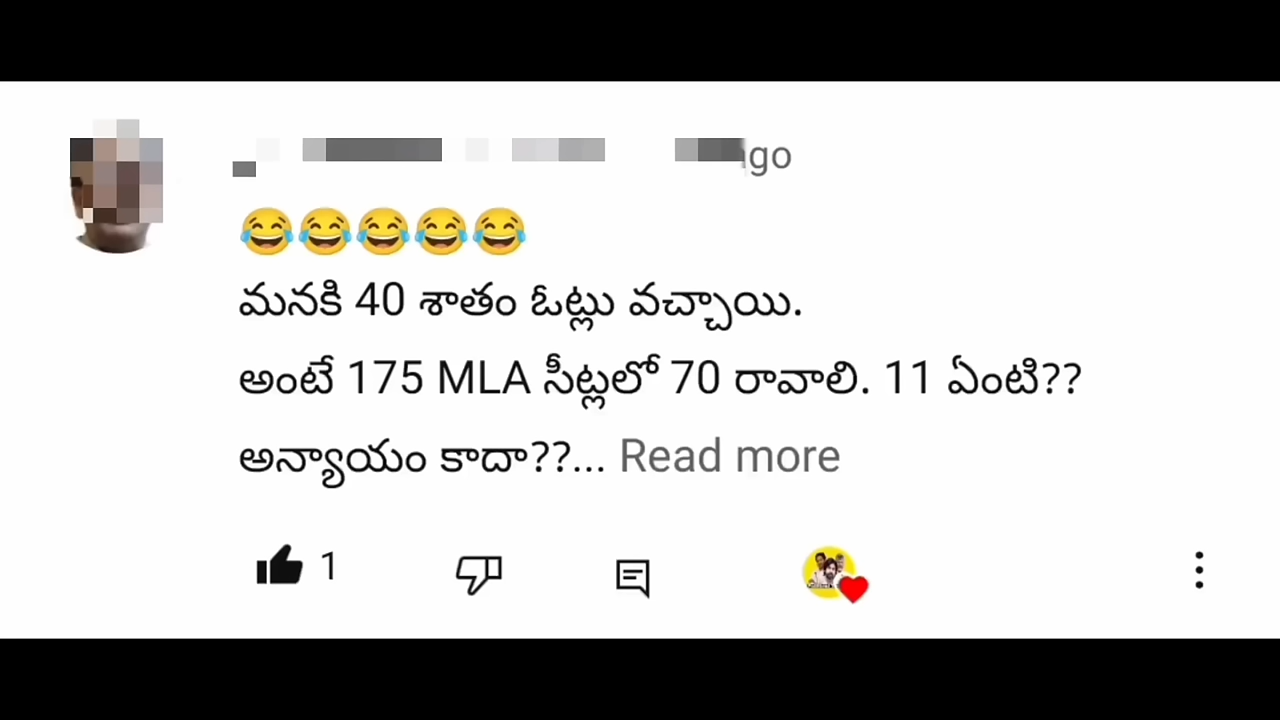 😂😂😂😂😂
మనకి 40 శాతం ఓట్లు వచ్చాయి.
అంటే 175 MLA సీట్లలో 70 రావాలి. 11 ఏంటి??
అన్యాయం కాదా??... Read more
1